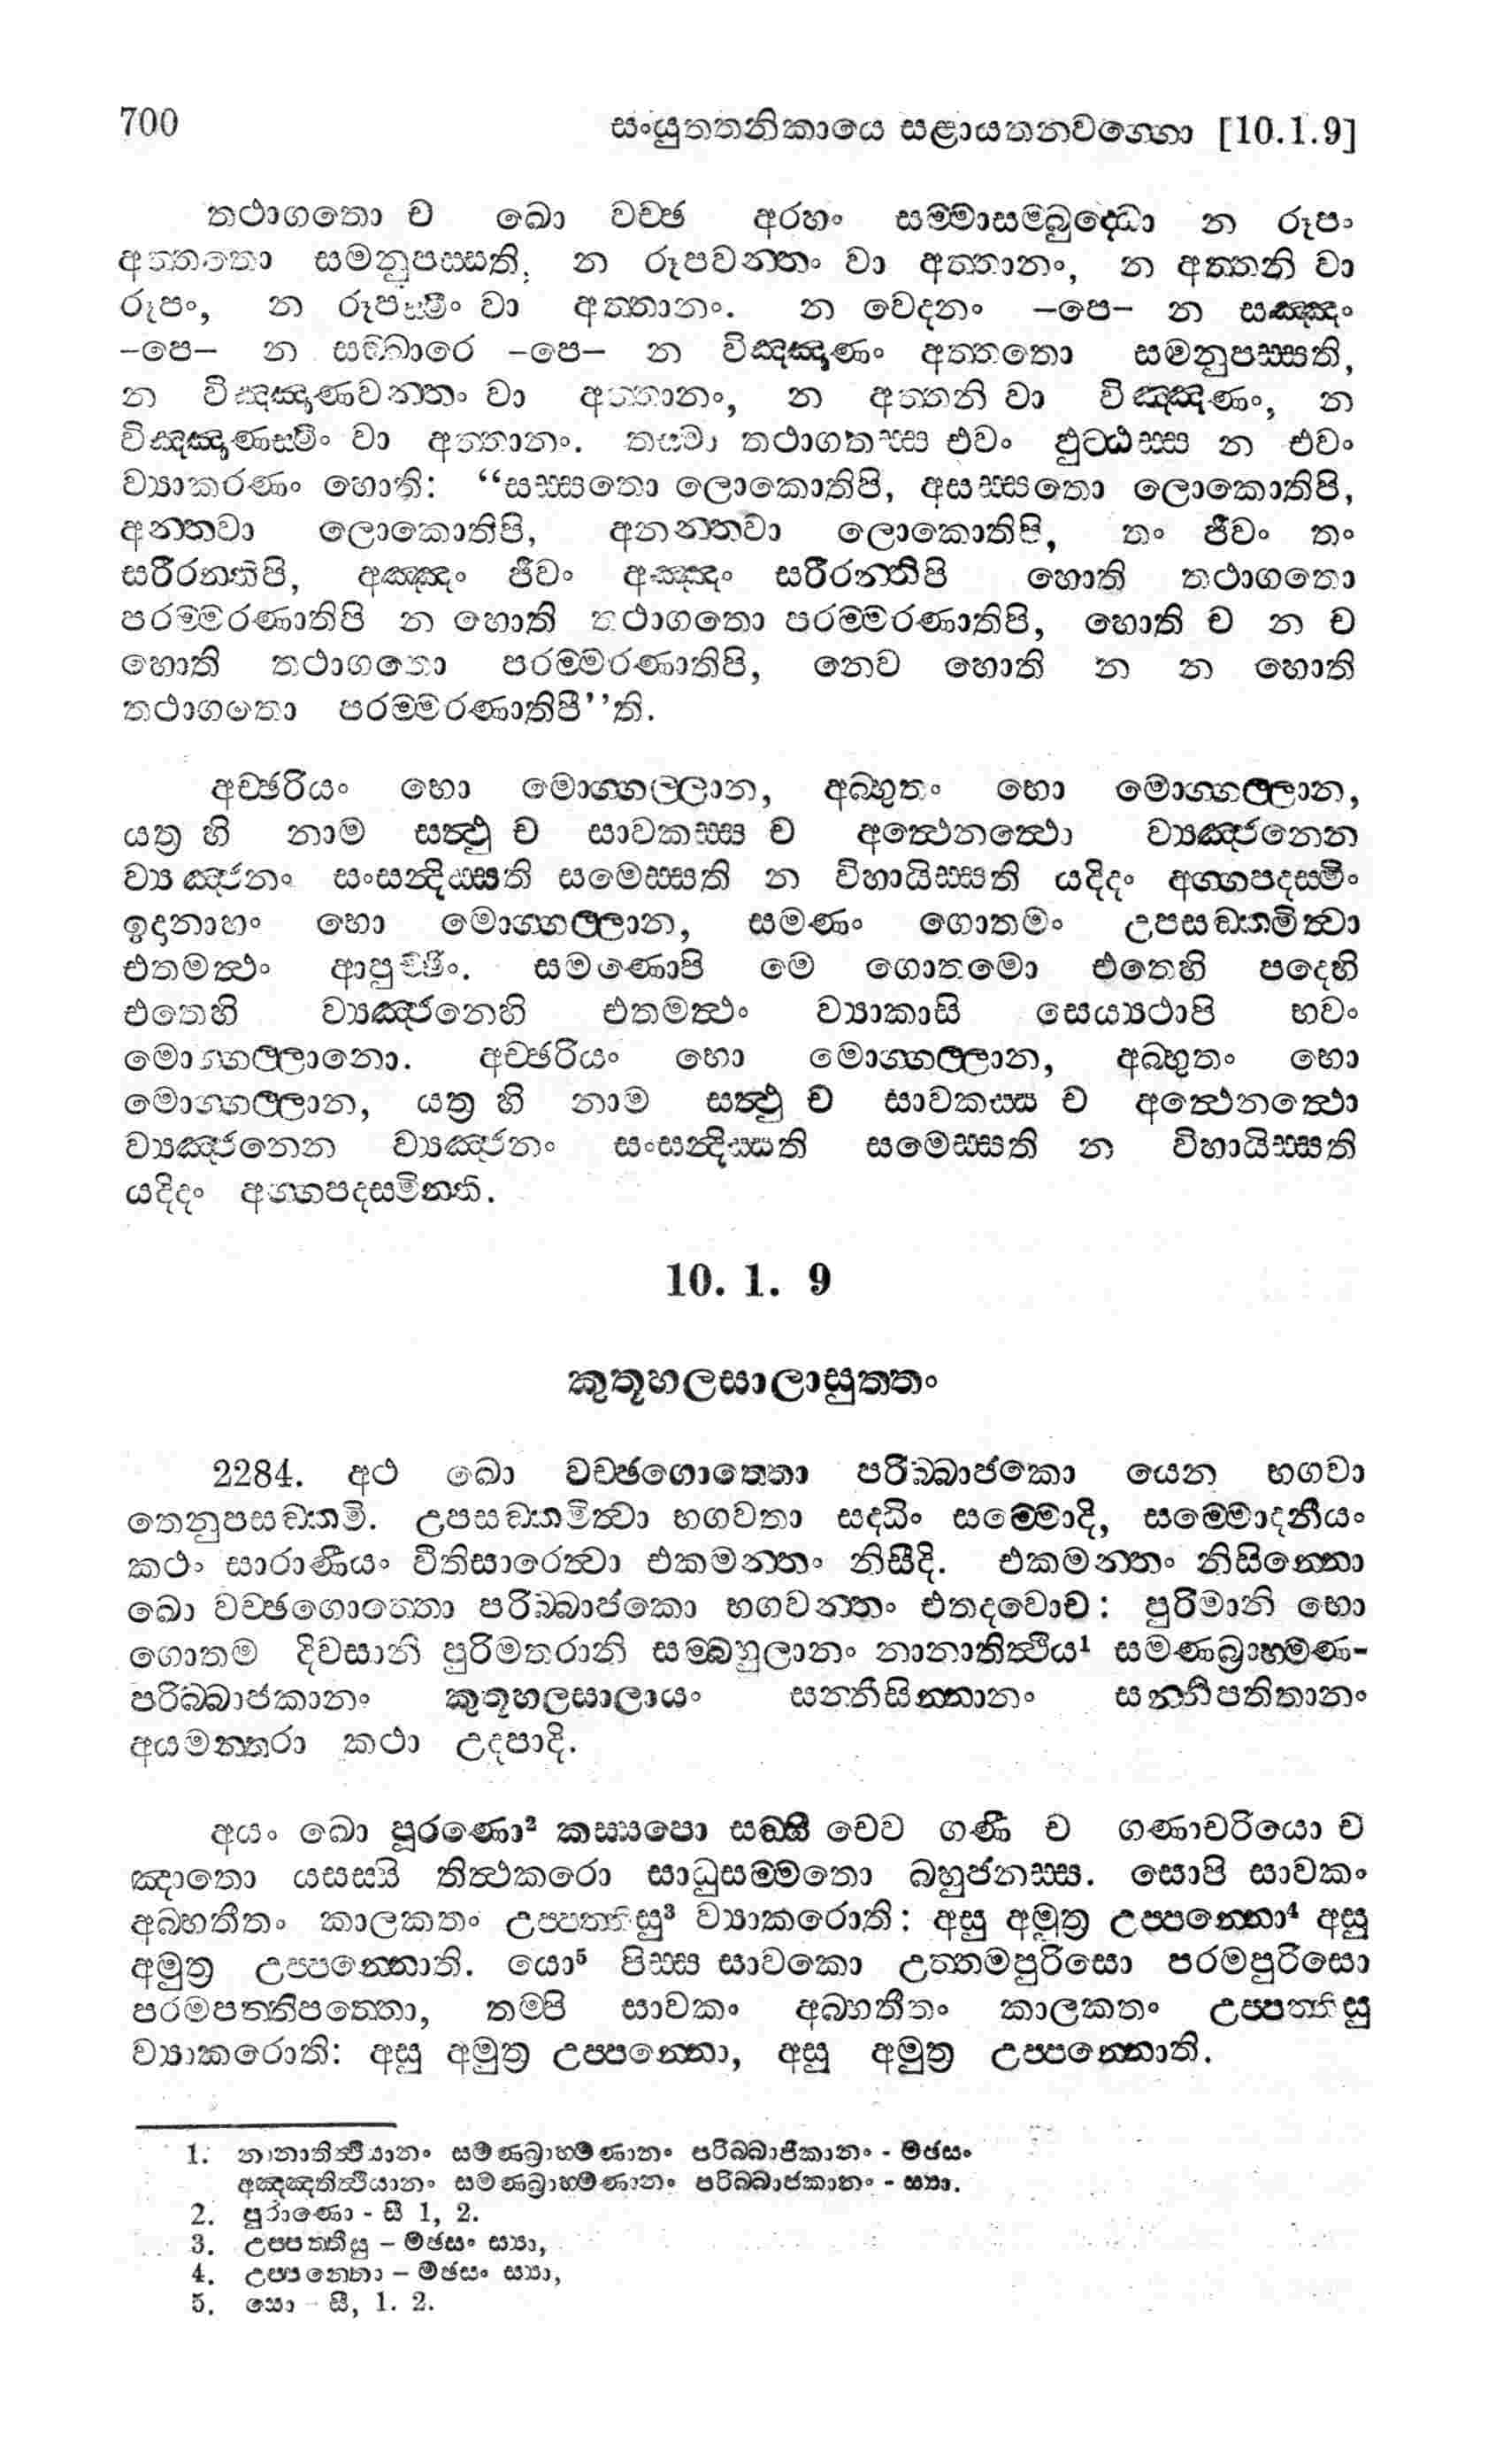 700 සංයුත්තනිකායෙ සළායතනවග්ගො [10.1.9]
තථාගතො ච ඛො වච්ඡ අරහං සම්මාසම්බුද්ධො න රූපං
අත්තතො සමනුපස්සති, න රූපවන්තං වා අත්තානං, න අත්තනි වා
රූපං, න රූපස්මිං වා අත්තානං. න වෙදනං –පෙ– න සඤ්ඤං
–පෙ– න සඞ්ඛාරෙ –පෙ– න විඤ්ඤාණං අත්තතො සමනුපස්සති,
න විඤ්ඤාණවන්තං වා අත්තානං, න අත්තනි වා විඤ්ඤාණං, න
විඤ්ඤාණස්මිං වා අත්තානං. තස්මා තථාගතස්ස එවං පුට්ඨස්ස න එවං
ව්‍යාකරණං හොති: “සස්සතො ලොකොතිපි, අසස්සතො ලොකොතිපි,
අන්තවා ලොකොතිපි, අනන්තවා ලොකොතිපි, තං ජීවං තං
සරීරන්තිපි, අඤ්ඤං ජීවං අඤ්ඤං සරීරන්තිපි හොති තථාගතො
පරම්මරණාතිපි න හොති තථාගතො පරම්මරණාතිපි, හොති ච න ච
හොති තථාගතො පරම්මරණාතිපි, නෙව හොති න න හොති
තථාගතො පරම්මරණාතිපී’’ති.
අච්ඡරියං භො මොග්ගල්ලාන, අබ්භුතං භො මොග්ගල්ලාන,
යත්‍ර හි නාම සත්ථු ච සාවකස්ස ච අත්ථෙනත්ථො ව්‍යඤ්ජනෙන
ව්‍යඤ්ජනං සංසන්දිස්සති සමෙස්සති න විහායිස්සති යදිදං අග්ගපදස්මිං
ඉදානාහං භො මොග්ගල්ලාන, සමණං ගොතමං උපසඞ්කමිත්වා
එතමත්ථං ආපුච්ඡිං. සමණොපි මෙ ගොතමො එතෙහි පදෙහි
එතෙහි ව්‍යඤ්ජනෙහි එතමත්ථං ව්‍යාකාසි සෙය්‍යථාපි භවං
මොග්ගල්ලානො. අච්ඡරියං භො මොග්ගල්ලාන, අබ්භුතං භො
මොග්ගල්ලාන, යත්‍ර හි නාම සත්ථු ච සාවකස්ස ච අත්ථෙනත්ථො
ව්‍යඤ්ජනෙන ව්‍යඤ්ජනං සංසන්දිස්සති සමෙස්සති න විහායිස්සති
යදිදං අග්ගපදස්මින්ති.
10. 1. 9
කුතූහලසාලාසුත්තං
2284. අථ ඛො වච්ඡගොත්තො පරිබ්බාජකො යෙන භගවා
තෙනුපසඞ්කමි. උපසඞ්කමිත්වා භගවතා සද්ධිං සම්මොදි, සම්මොදනීයං
කථං සාරාණීයං වීතිසාරෙත්වා එකමන්තං නිසීදි. එකමන්තං නිසින්නො
ඛො වච්ඡගොත්තො පරිබ්බාජකො භගවන්තං එතදවොච: පුරිමානි භො
ගොතම දිවසානි පුරිමතරානි සම්බහුලානං නානාතිත්ථිය¹ සමණබ්‍රාහ්මණ-
පරිබ්බාජකානං කුතූහලසාලායං සන්නිසින්නානං සන්නිපතිතානං
අයමන්තරා කථා උදපාදි.
අයං ඛො පූරණො² කස්සපො සඞ්ඝී චෙව ගණී ච ගණාචරියො ච
ඤාතො යසස්සි තිත්ථකරො සාධුසම්මතො බහුජනස්ස. සොපි සාවකං
අබ්භතීතං කාලකතං උප්පත්තිසු³ ව්‍යාකරොති: අසු අමුත්‍ර උප්පන්නො⁴ අසු
අමුත්‍ර උප්පන්නොති. යො⁵ පිස්ස සාවකො උත්තමපුරිසො පරමපුරිසො
පරමපත්තිපත්තො, තම්පි සාවකං අබ්භතීතං කාලකතං උප්පත්තිසු
ව්‍යාකරොති: අසු අමුත්‍ර උප්පන්නො, අසු අමුත්‍ර උප්පන්නොති.
1. නානාතිත්ථියානං සමණබ්‍රාහ්මණානං පරිබ්බාජිකානං - මඡසං
අඤ්ඤතිත්ථියානං සමණබ්‍රාහ්මණානං පරිබ්බාජකානං - ස්‍යා.
2. පුරාණො - සී 1, 2.
3. උපපත්තීයු – මඡසං ස්‍යා,
4. උපපන්නො – මඡසං ස්‍යා,
5. සො - සී, 1. 2.